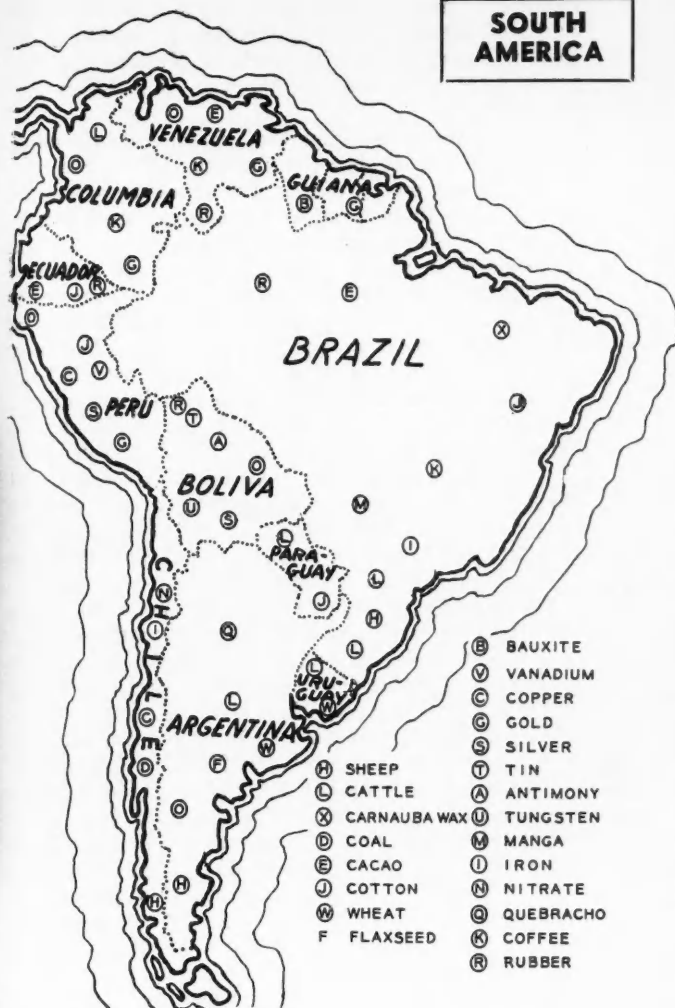 SOUTH
AMERICA
O E
L
VENEZUELA
O K G
GUIANAS
COLUMBIA
R B G
K
G
ECUADOR
E J R
R E
O
X
J
BRAZIL
C V
J
S PERU
R T
G A
O K
BOLIVA
U S
M
L
PARA-
GUAY
I
L
CHILE
N
J
H
I Q
L
L
URU-
GUAY
W
L
ARGENTINA
W
D F
O
H
H
H SHEEP
L CATTLE
X CARNAUBA WAX
D COAL
E CACAO
J COTTON
W WHEAT
F FLAXSEED
B BAUXITE
V VANADIUM
C COPPER
G GOLD
S SILVER
T TIN
A ANTIMONY
U TUNGSTEN
M MANGA
I IRON
N NITRATE
Q QUEBRACHO
K COFFEE
R RUBBER